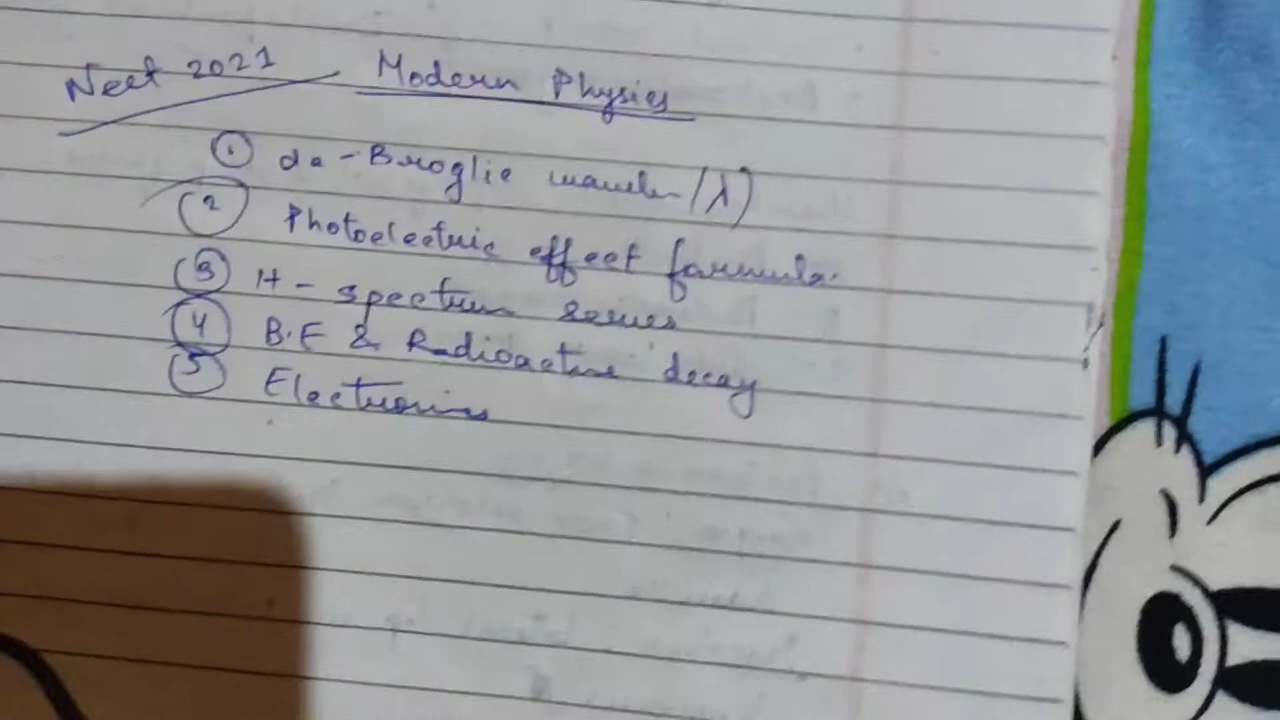 Neet 2021 Modern Physics
① de-Broglie wavele (λ)
② Photoelectric effect formula.
③ H - spectrum series
④ B.E & Radioactive decay
⑤ Electronics